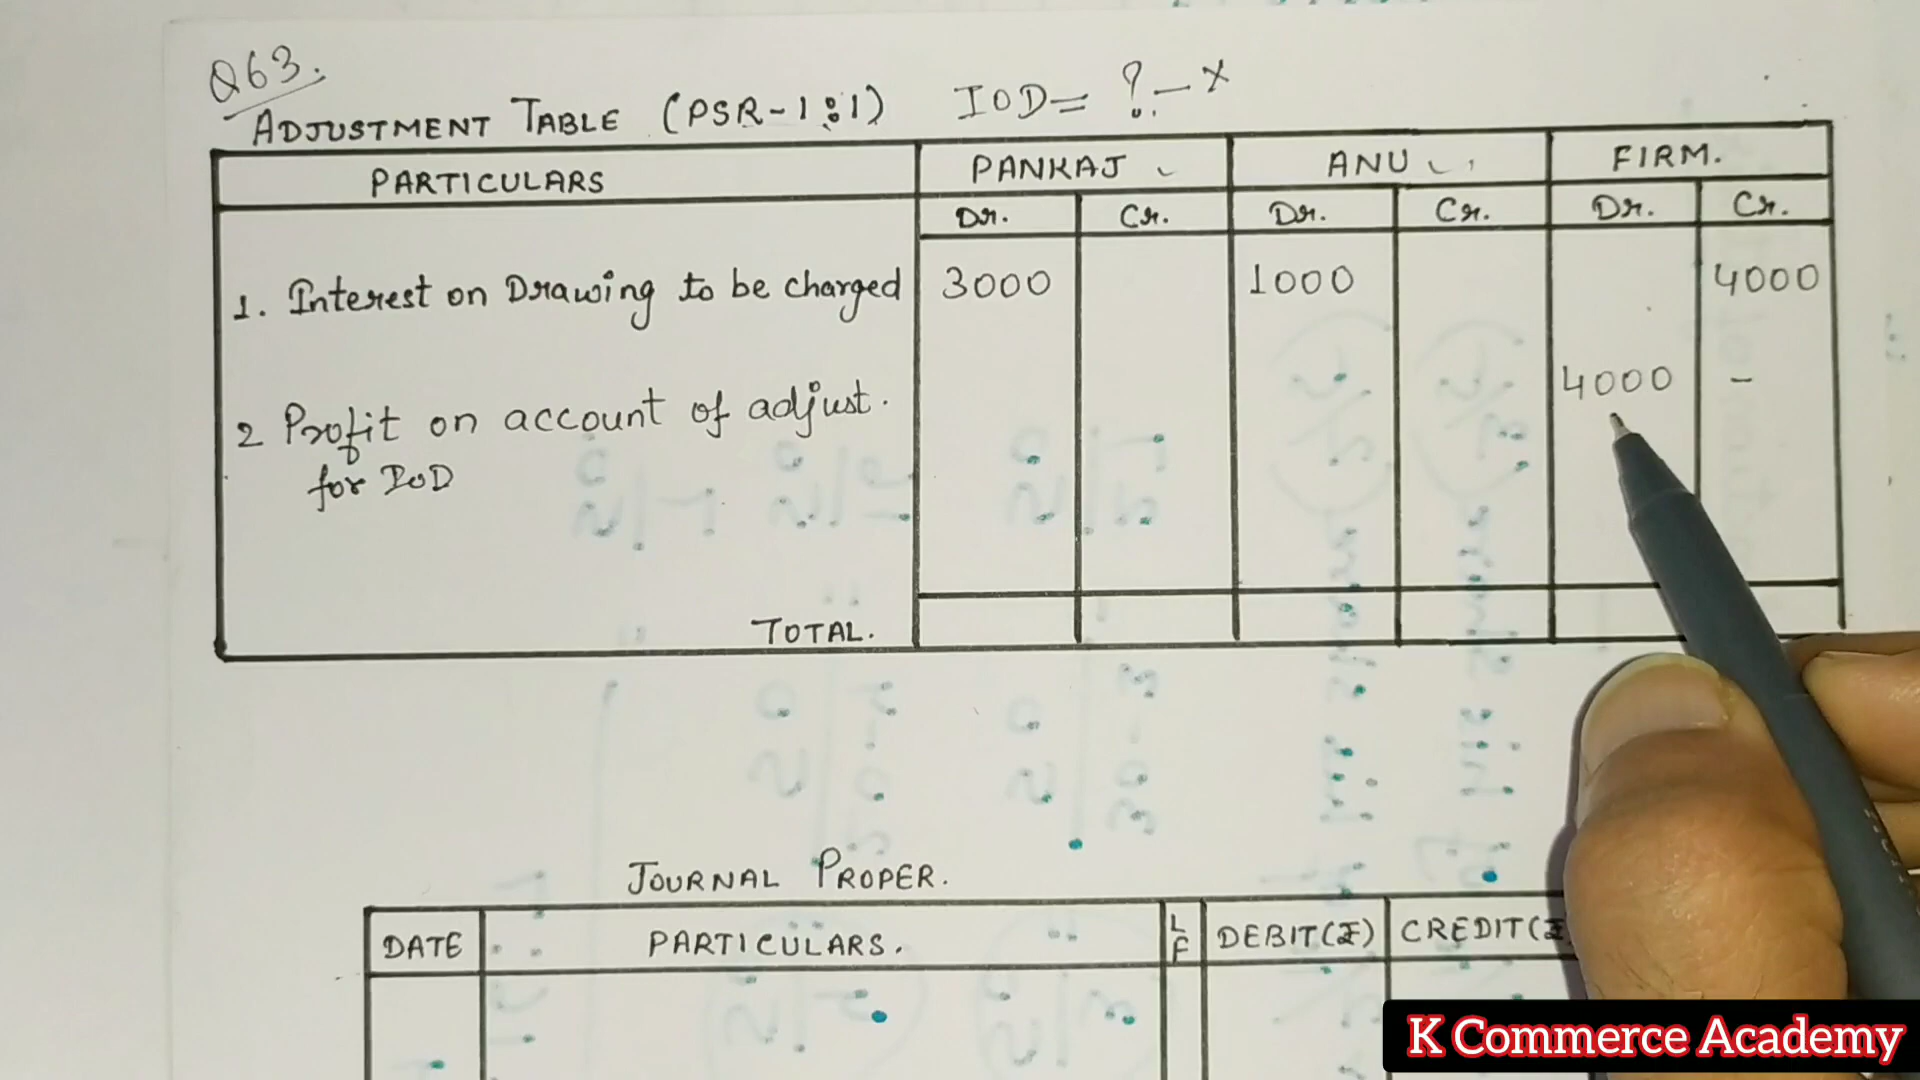 Q63.
ADJUSTMENT TABLE (PSR-1:1) IOD= ?-x
PARTICULARS PANKAJ ANU FIRM.
Dr. Cr. Dr. Cr. Dr. Cr.
1. Interest on Drawing to be charged 3000 1000 4000
2 Profit on account of adjust. 4000 -
for IOD
TOTAL.
JOURNAL PROPER.
DATE PARTICULARS. LF DEBIT(₹) CREDIT(₹
K Commerce Academy